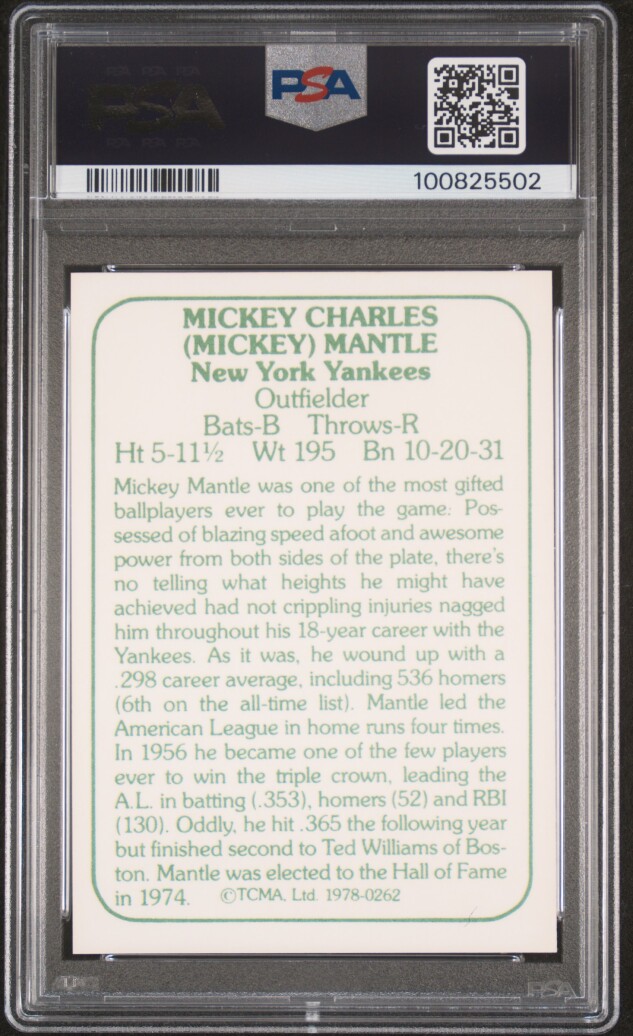 PSA PSA PSA
PSA
PSA PSA PSA
PSA
100825502
MICKEY CHARLES
(MICKEY) MANTLE
New York Yankees
Outfielder
Bats-B Throws-R
Ht 5-11½ Wt 195 Bn 10-20-31
Mickey Mantle was one of the most gifted
ballplayers ever to play the game. Pos-
sessed of blazing speed afoot and awesome
power from both sides of the plate, there's
no telling what heights he might have
achieved had not crippling injuries nagged
him throughout his 18-year career with the
Yankees. As it was, he wound up with a
.298 career average, including 536 homers
(6th on the all-time list). Mantle led the
American League in home runs four times.
In 1956 he became one of the few players
ever to win the triple crown, leading the
A.L. in batting (.353), homers (52) and RBI
(130). Oddly, he hit .365 the following year
but finished second to Ted Williams of Bos-
ton. Mantle was elected to the Hall of Fame
in 1974. ©TCMA, Ltd. 1978-0262
PSA